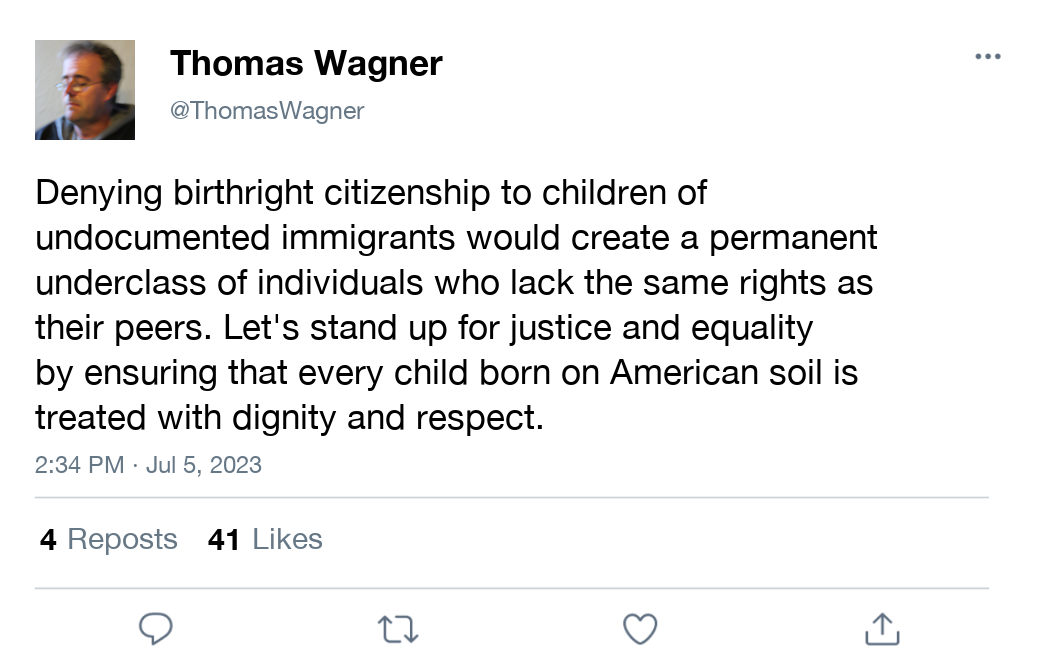 Thomas Wagner
@ThomasWagner
Denying birthright citizenship to children of
undocumented immigrants would create a permanent
underclass of individuals who lack the same rights as
their peers. Let's stand up for justice and equality
by ensuring that every child born on American soil is
treated with dignity and respect.
2:34 PM · Jul 5, 2023
4 Reposts 41 Likes